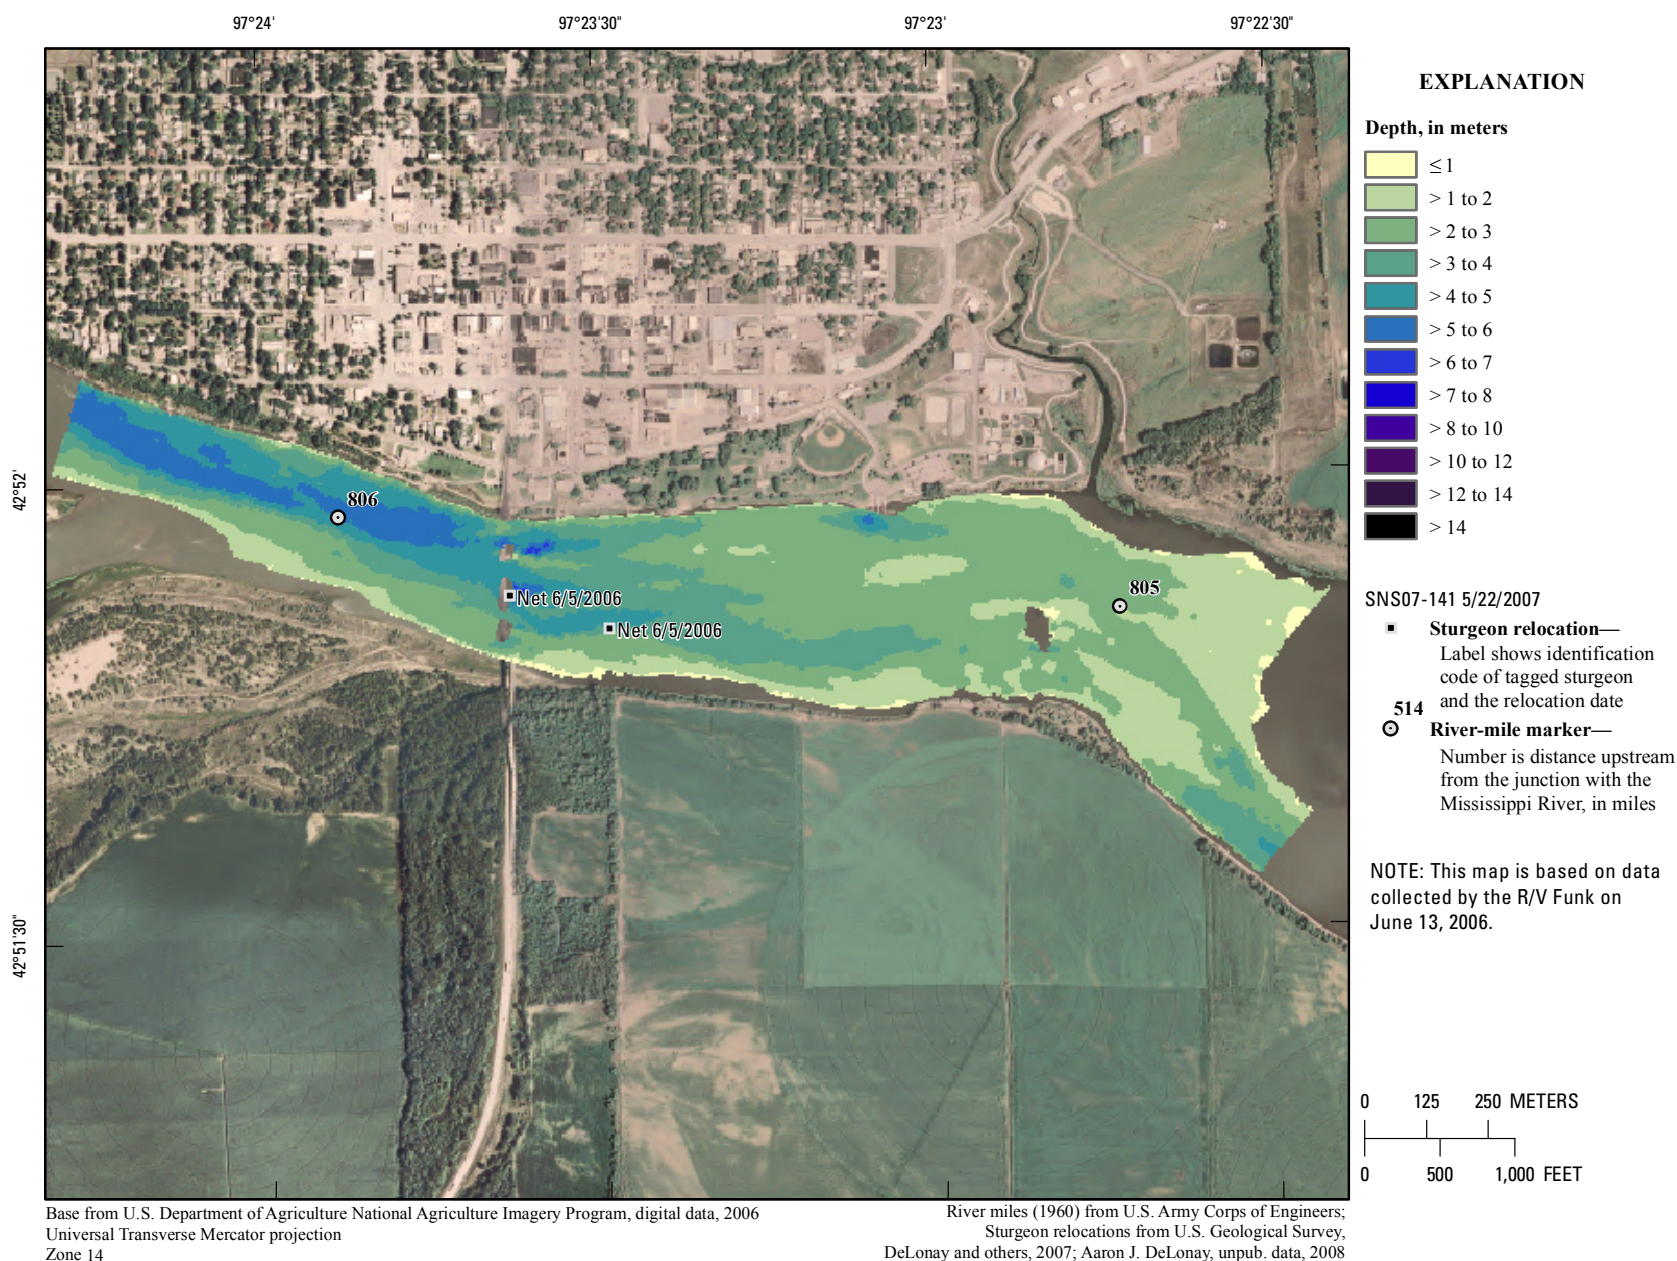 97°24' 97°23'30" 97°23' 97°22'30"
EXPLANATION
Depth, in meters
≤ 1
> 1 to 2
> 2 to 3
> 3 to 4
> 4 to 5
> 5 to 6
> 6 to 7
> 7 to 8
> 8 to 10
> 10 to 12
> 12 to 14
> 14
42°52'
806
805
Net 6/5/2006
Net 6/5/2006
SNS07-141 5/22/2007
Sturgeon relocation—
Label shows identification
code of tagged sturgeon
and the relocation date
514
River-mile marker—
Number is distance upstream
from the junction with the
Mississippi River, in miles
NOTE: This map is based on data
collected by the R/V Funk on
June 13, 2006.
42°51'30"
0 125 250 METERS
0 500 1,000 FEET
Base from U.S. Department of Agriculture National Agriculture Imagery Program, digital data, 2006
Universal Transverse Mercator projection
Zone 14
River miles (1960) from U.S. Army Corps of Engineers;
Sturgeon relocations from U.S. Geological Survey,
DeLonay and others, 2007; Aaron J. DeLonay, unpub. data, 2008